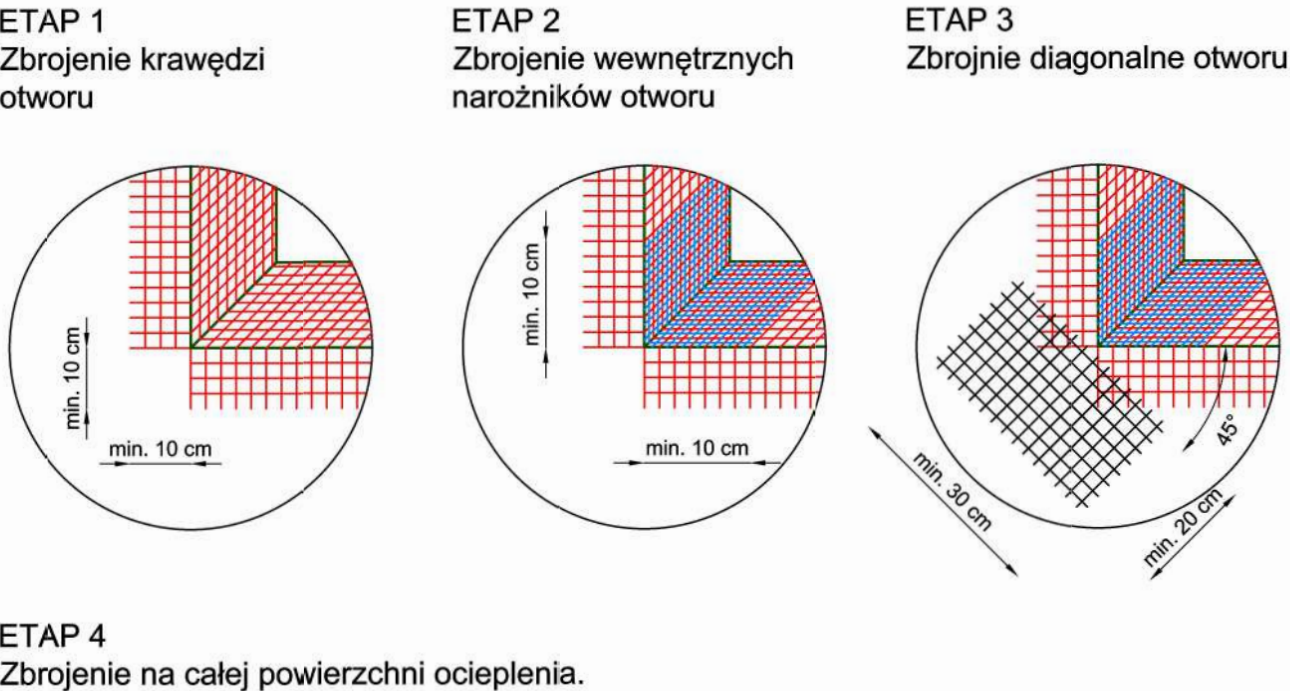 ETAP 1
Zbrojenie krawędzi
otworu
ETAP 2
Zbrojenie wewnętrznych
narożników otworu
ETAP 3
Zbrojnie diagonalne otworu
min. 10 cm
min. 10 cm
min. 10 cm
min. 10 cm
45°
min. 30 cm
min. 20 cm
ETAP 4
Zbrojenie na całej powierzchni ocieplenia.